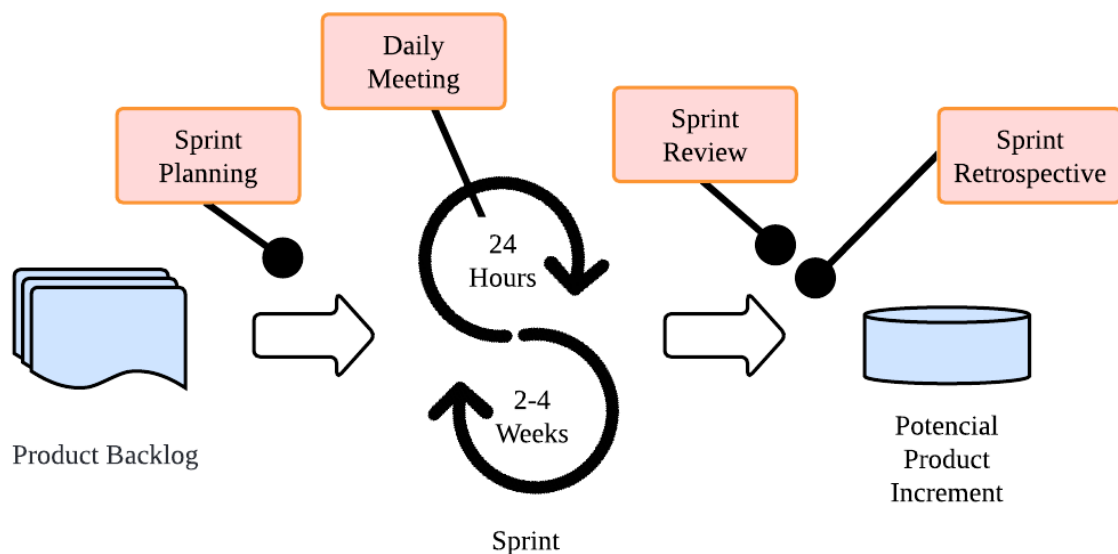 Daily
Meeting
Sprint
Planning
Sprint
Review
Sprint
Retrospective
24
Hours
2-4
Weeks
Product Backlog
Potencial
Product
Increment
Sprint